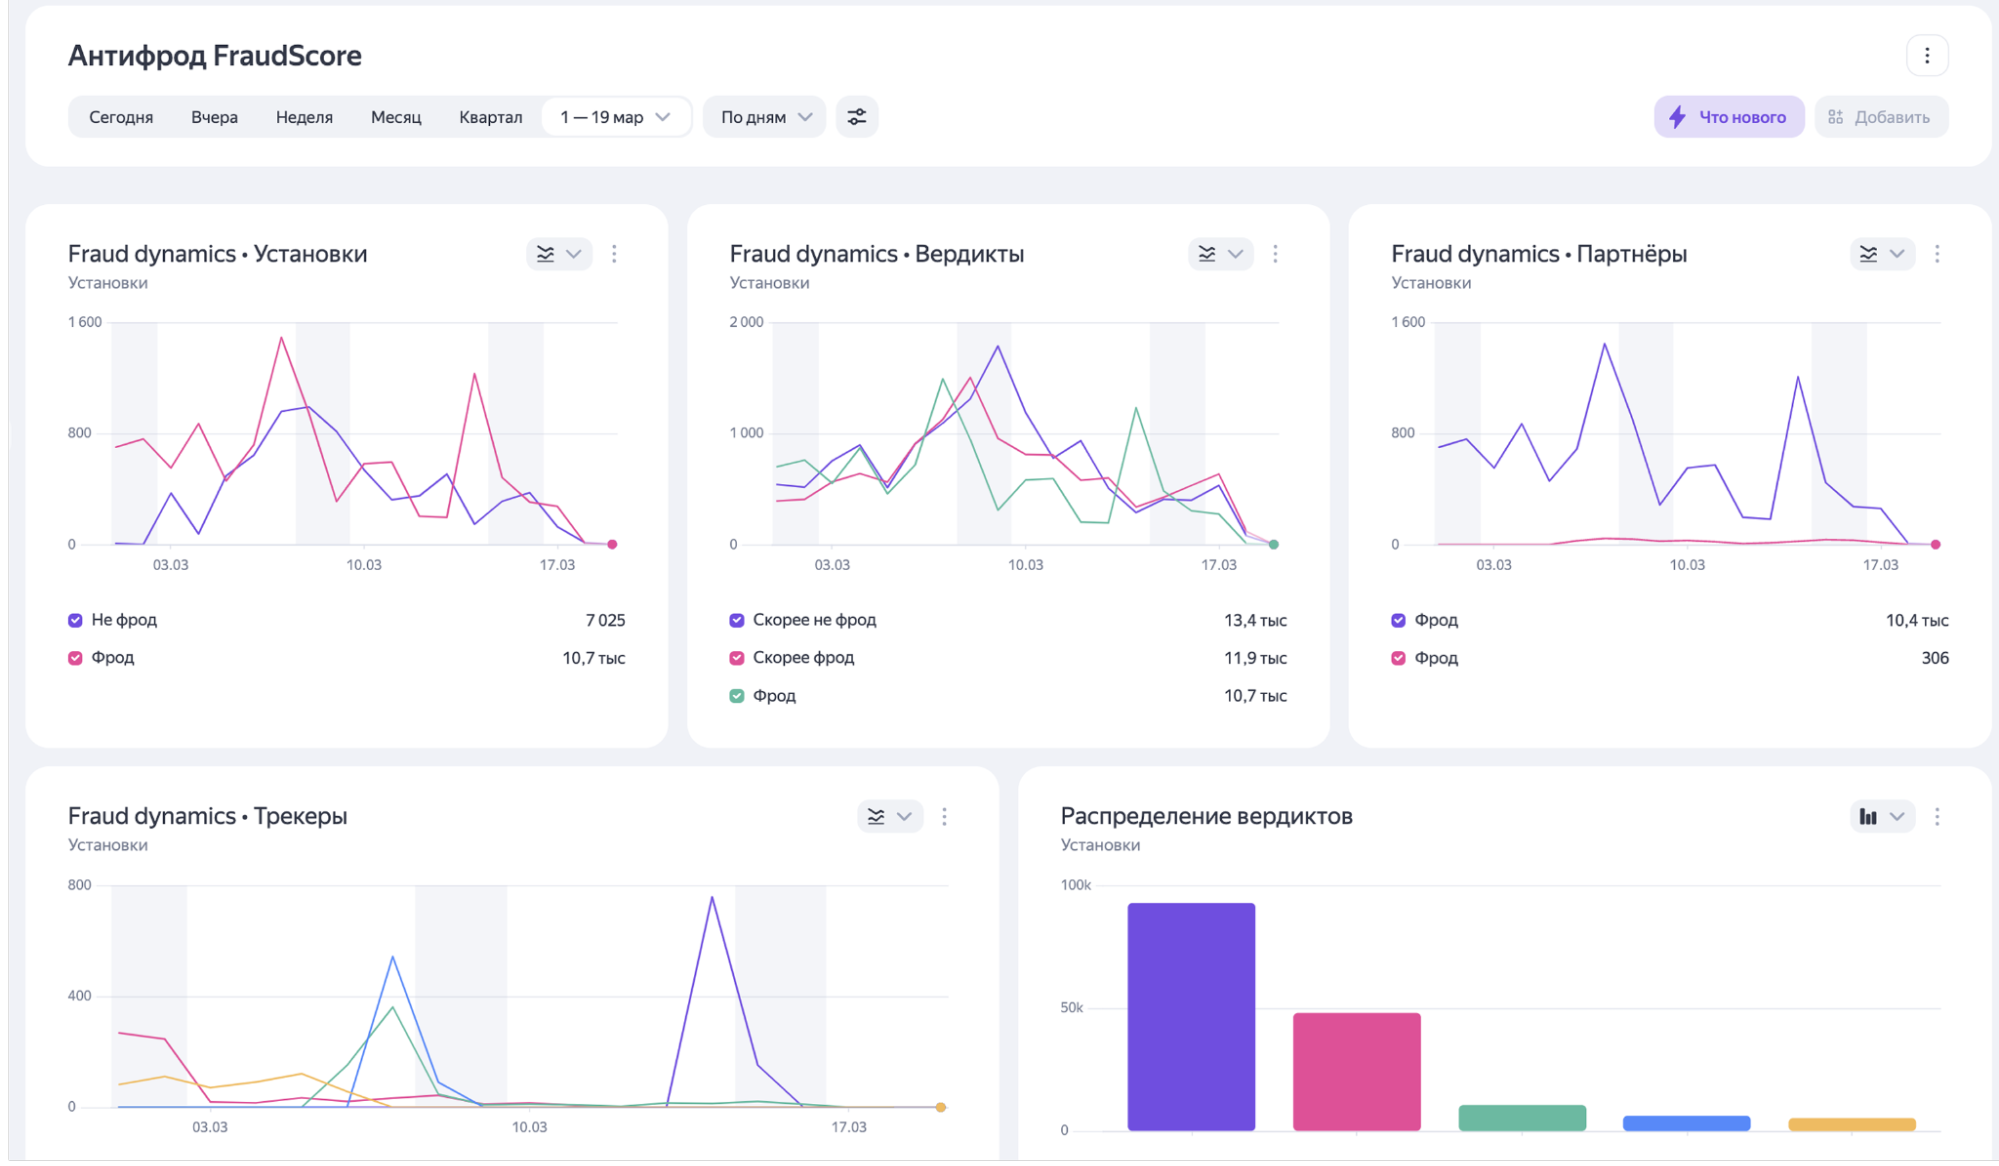 Антифрод FraudScore
Сегодня Вчера Неделя Месяц Квартал 1 — 19 мар По дням Что нового Добавить
Fraud dynamics • Установки
Установки
1 600
800
0
03.03 10.03 17.03
Не фрод 7 025
Фрод 10,7 тыс
Fraud dynamics • Вердикты
Установки
2 000
1 000
0
03.03 10.03 17.03
Скорее не фрод 13,4 тыс
Скорее фрод 11,9 тыс
Фрод 10,7 тыс
Fraud dynamics • Партнёры
Установки
1 600
800
0
03.03 10.03 17.03
Фрод 10,4 тыс
Фрод 306
Fraud dynamics • Трекеры
Установки
800
400
0
03.03 10.03 17.03
Распределение вердиктов
Установки
100k
50k
0